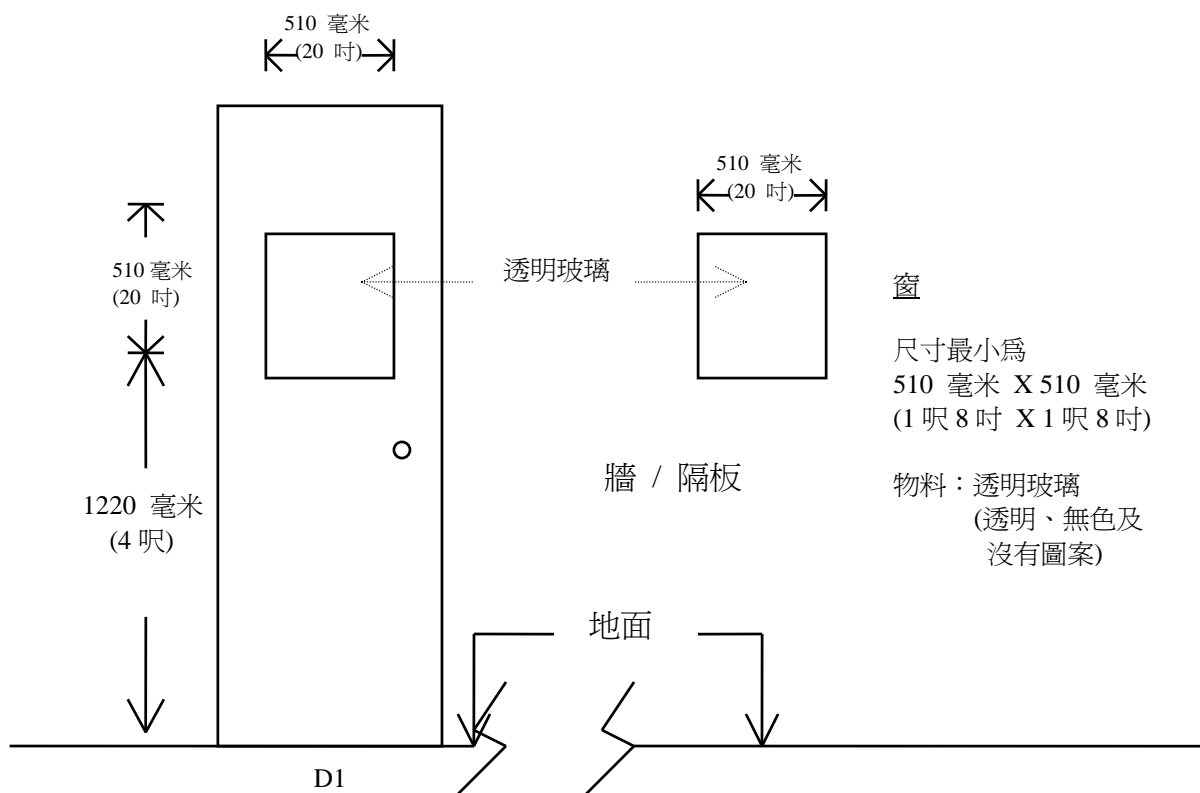 510 毫米
(20 吋)
510 毫米
(20 吋)
510 毫米
(20 吋)
透明玻璃
窗
尺寸最小為
510 毫米 X 510 毫米
(1 呎 8 吋 X 1 呎 8 吋)
牆 / 隔板
物料：透明玻璃
(透明、無色及
沒有圖案)
1220 毫米
(4 呎)
地面
D1